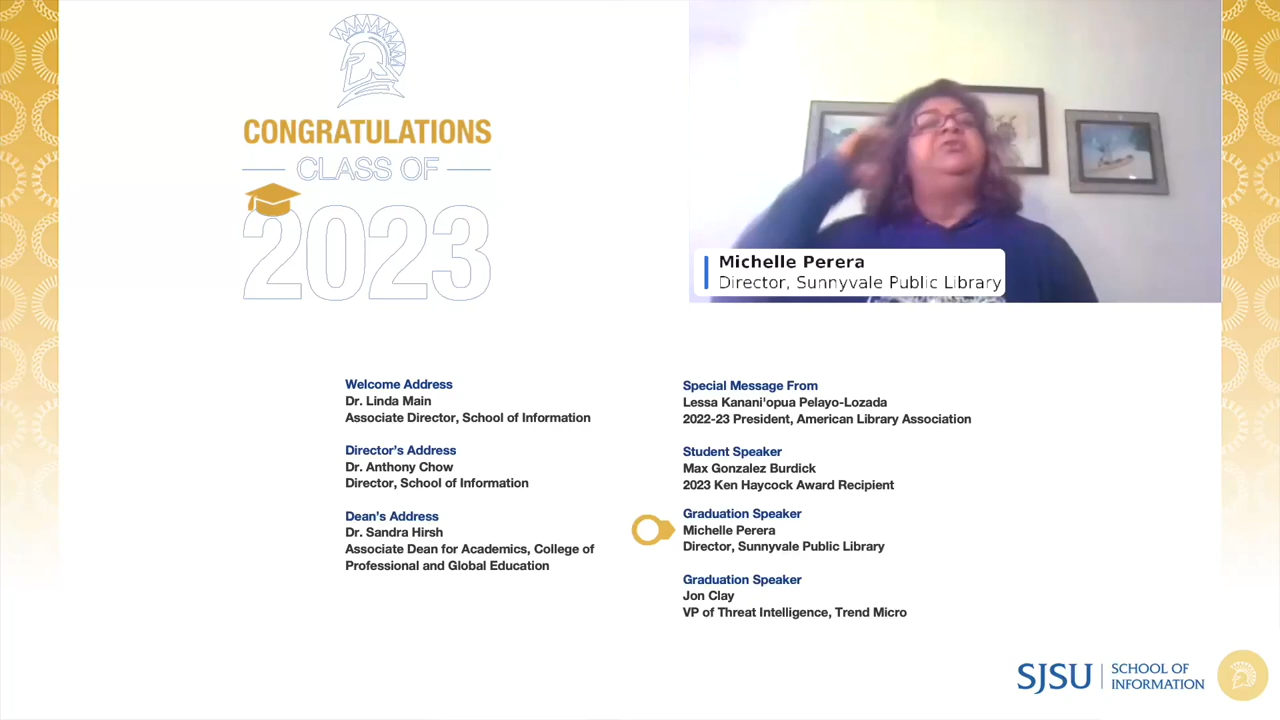 CONGRATULATIONS
CLASS OF
2023
Michelle Perera
Director, Sunnyvale Public Library
Welcome Address
Dr. Linda Main
Associate Director, School of Information
Director's Address
Dr. Anthony Chow
Director, School of Information
Dean's Address
Dr. Sandra Hirsh
Associate Dean for Academics, College of
Professional and Global Education
Special Message From
Lessa Kanani'opua Pelayo-Lozada
2022-23 President, American Library Association
Student Speaker
Max Gonzalez Burdick
2023 Ken Haycock Award Recipient
Graduation Speaker
Michelle Perera
Director, Sunnyvale Public Library
Graduation Speaker
Jon Clay
VP of Threat Intelligence, Trend Micro
SJSU SCHOOL OF
INFORMATION